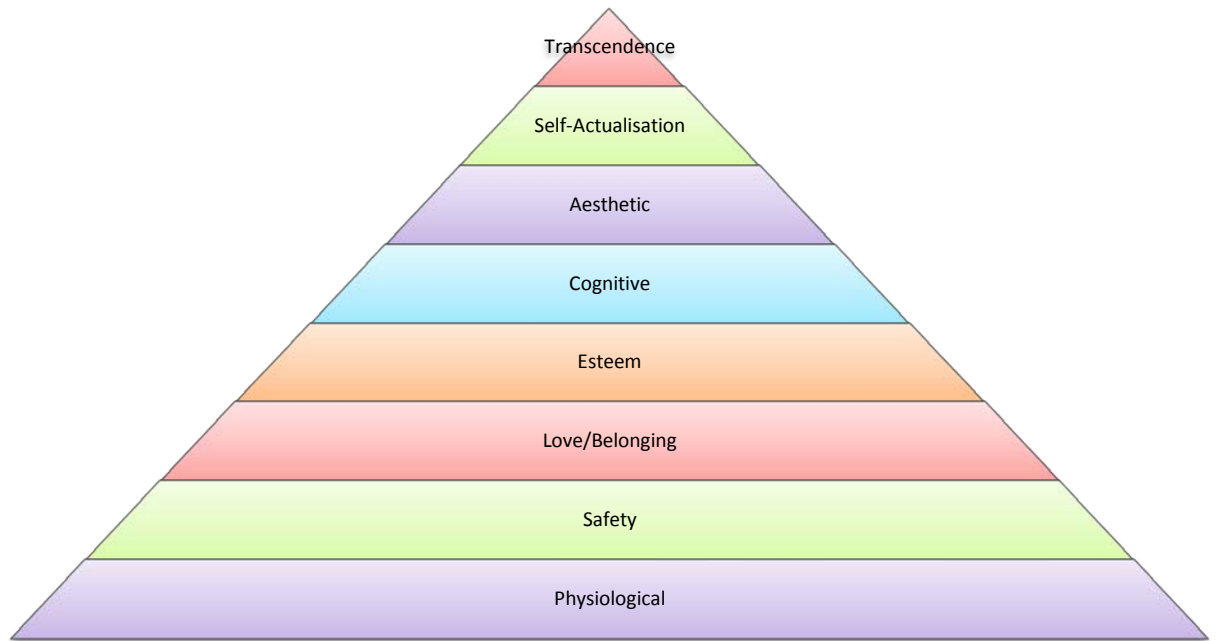 Transcendence
Self-Actualisation
Aesthetic
Cognitive
Esteem
Love/Belonging
Safety
Physiological